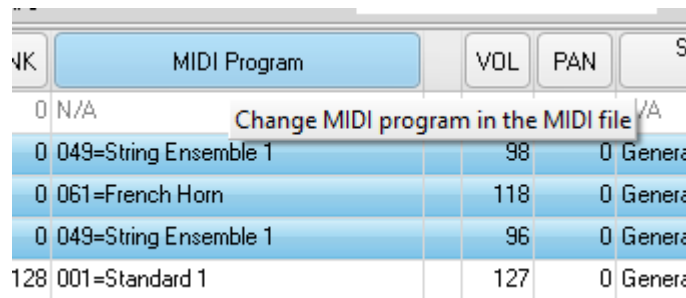 NK MIDI Program VOL PAN S
0 N/A /A
Change MIDI program in the MIDI file
0 049=String Ensemble 1 98 0 Genera
0 061=French Horn 118 0 Genera
0 049=String Ensemble 1 96 0 Genera
128 001=Standard 1 127 0 Genera